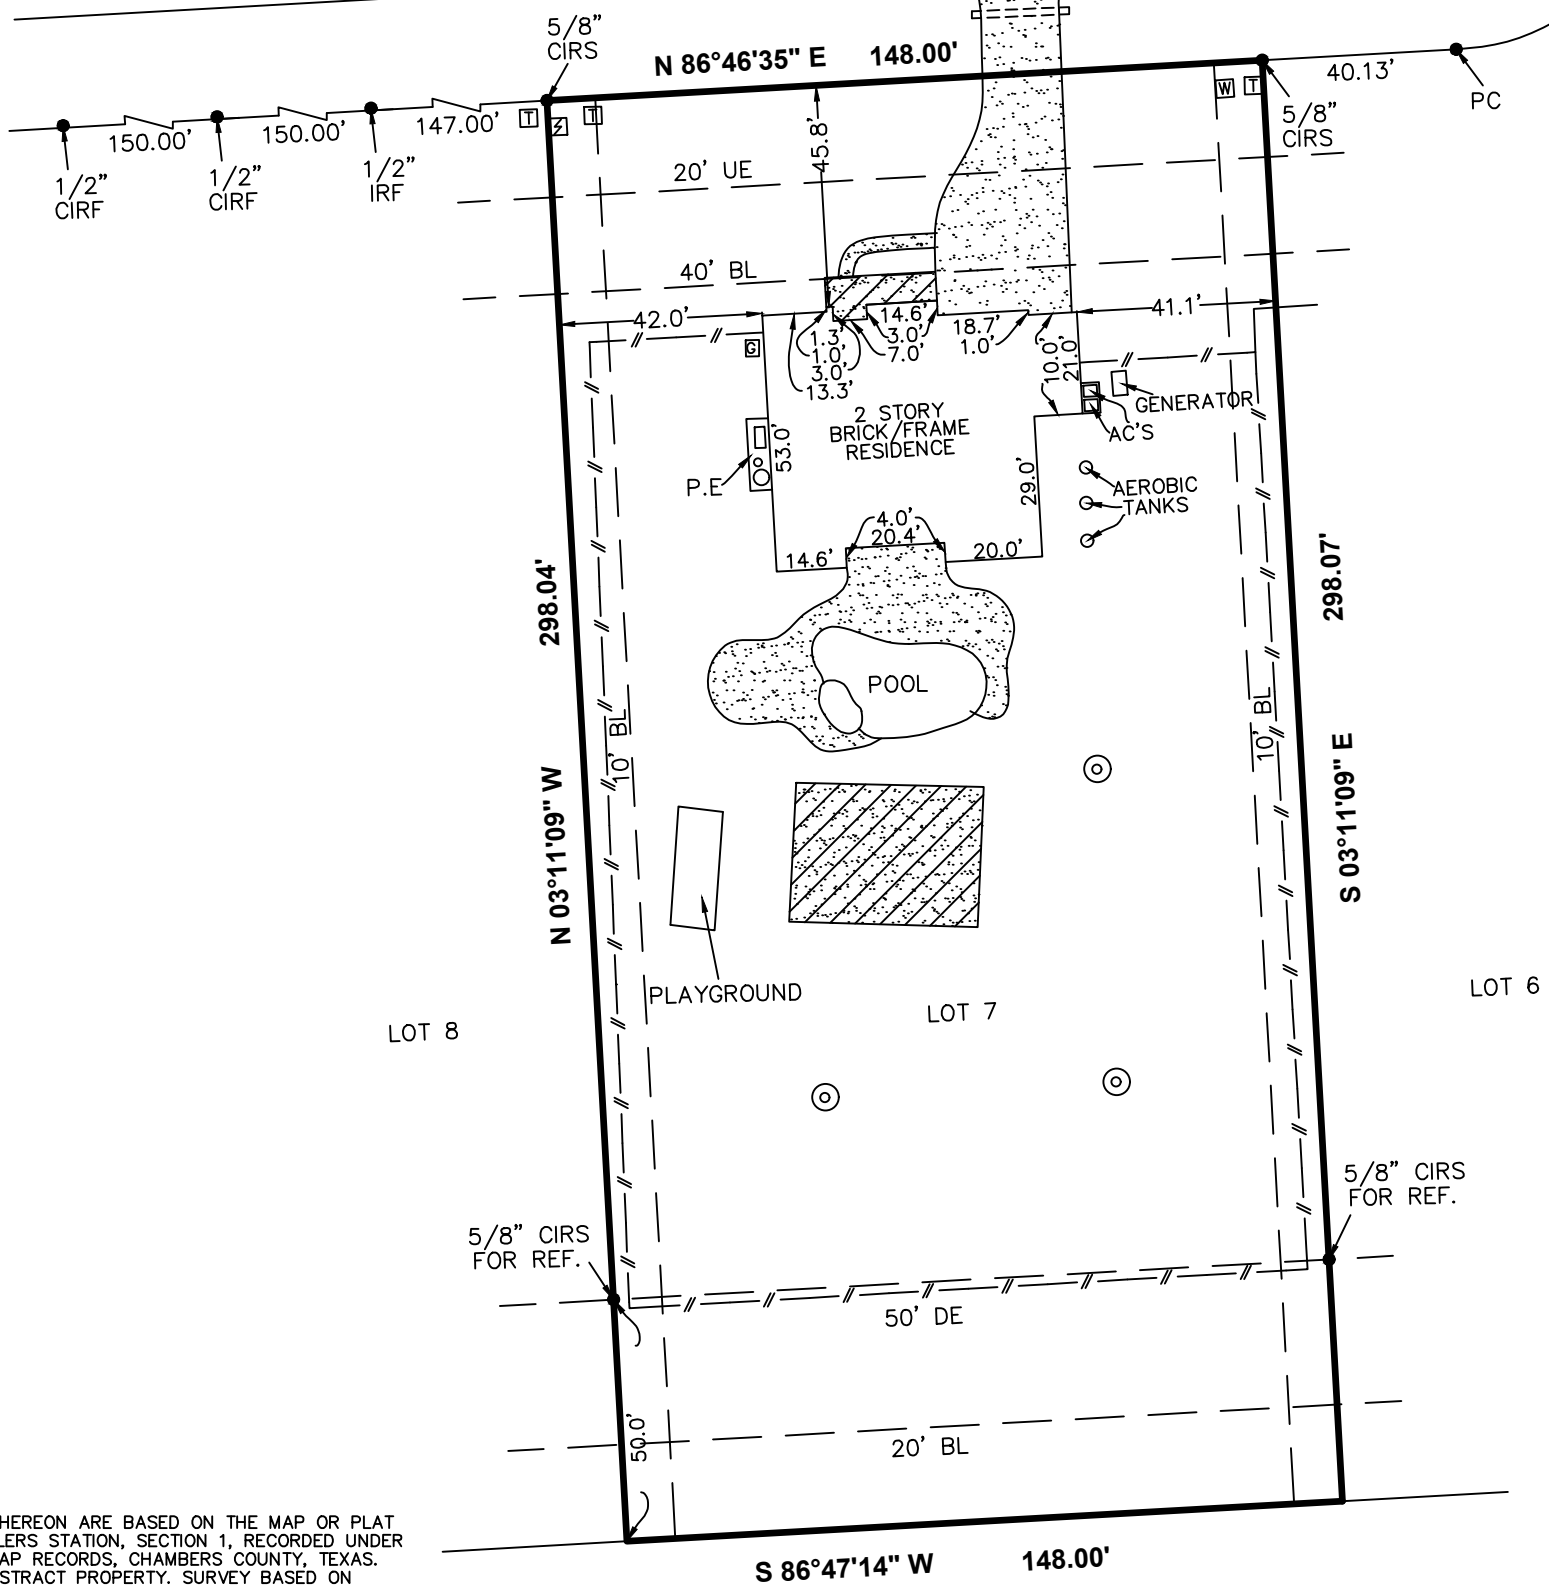 5/8" CIRS
N 86°46'35" E 148.00'
40.13'
PC
5/8" CIRS
W T
T
T
150.00'
150.00'
147.00'
1/2" CIRF
1/2" CIRF
1/2" IRF
45.8'
20' UE
40' BL
42.0'
41.1'
14.6'
3.0'
7.0'
18.7'
1.0'
1.3'
1.0'
3.0'
13.3'
10.0'
21.0'
G
GENERATOR
AC'S
2 STORY
BRICK/FRAME
RESIDENCE
53.0'
P.E
29.0'
AEROBIC
TANKS
4.0'
20.4'
14.6'
20.0'
298.04'
298.07'
POOL
10' BL
10' BL
N 03°11'09" W
S 03°11'09" E
PLAYGROUND
LOT 8
LOT 7
LOT 6
5/8" CIRS
FOR REF.
5/8" CIRS
FOR REF.
50' DE
50.0'
20' BL
HEREON ARE BASED ON THE MAP OR PLAT
LERS STATION, SECTION 1, RECORDED UNDER
AP RECORDS, CHAMBERS COUNTY, TEXAS.
STRACT PROPERTY. SURVEY BASED ON
S 86°47'14" W 148.00'